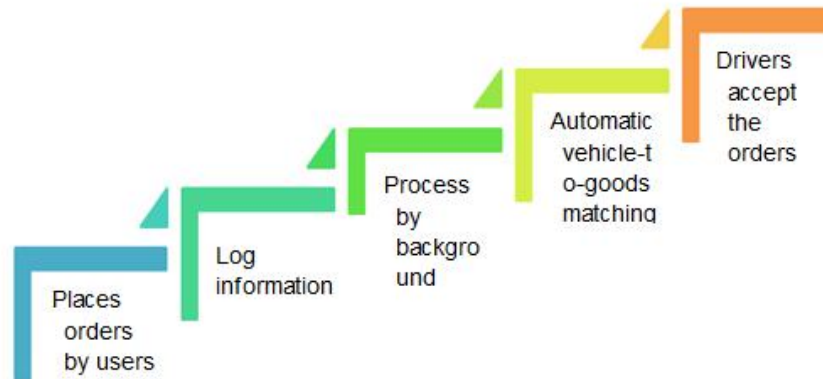 Places
orders
by users
Log
information
Process
by
backgro
und
Automatic
vehicle-t
o-goods
matching
Drivers
accept
the
orders